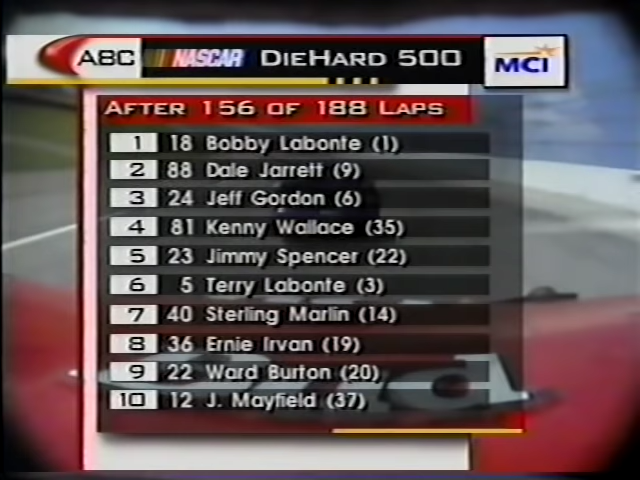 ABC NASCAR DIEHARD 500 MCI
AFTER 156 OF 188 LAPS
1 18 Bobby Labonte (1)
2 88 Dale Jarrett (9)
3 24 Jeff Gordon (6)
4 81 Kenny Wallace (35)
5 23 Jimmy Spencer (22)
6 5 Terry Labonte (3)
7 40 Sterling Marlin (14)
8 36 Ernie Irvan (19)
9 22 Ward Burton (20)
10 12 J. Mayfield (37)